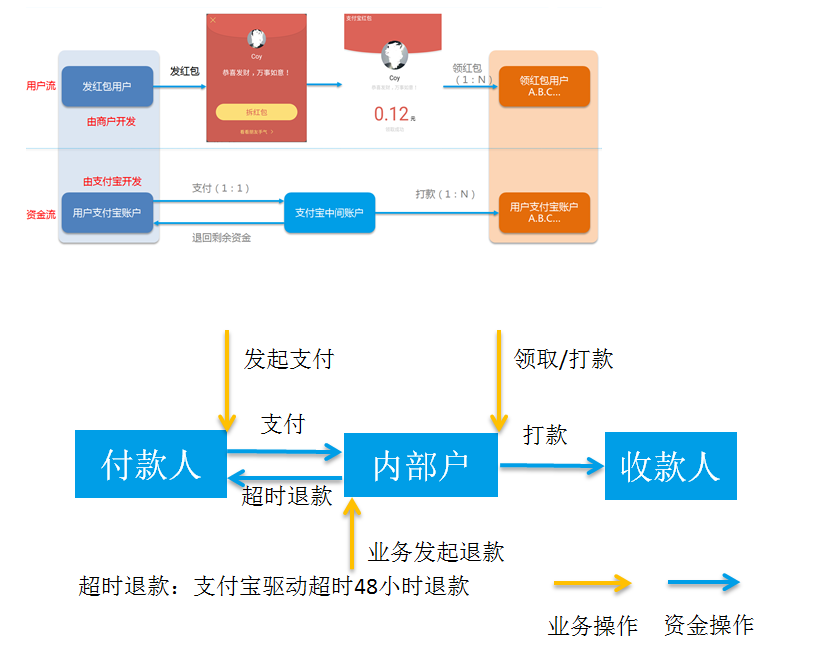 支付宝红包
Coy
恭喜发财，万事如意！
拆红包
看看朋友手气 >
Coy
恭喜发财，万事如意！
0.12元
用户流
发红包用户
发红包
领红包
（1：N）
领红包用户
A.B.C...
由商户开发
由支付宝开发
资金流
用户支付宝账户
支付（1：1）
退回剩余资金
支付宝中间账户
打款（1：N）
用户支付宝账户
A.B.C...
发起支付
领取/打款
付款人
支付
超时退款
内部户
打款
收款人
业务发起退款
超时退款：支付宝驱动超时48小时退款
业务操作
资金操作